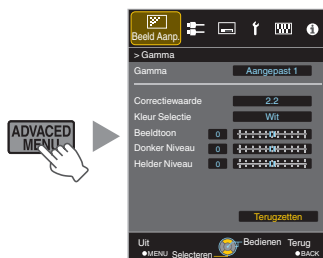 Beeld Aanp.
> Gamma
Gamma Aangepast 1
Correctiewaarde 2.2
Kleur Selectie Wit
Beeldtoon 0
Donker Niveau 0
Helder Niveau 0
ADVACED
MENU
Terugzetten
Uit Bedienen Terug
MENU Selecteren BACK